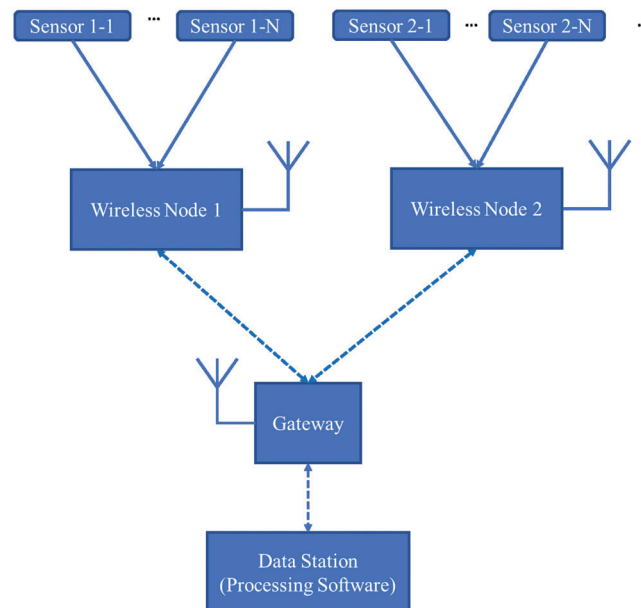 Sensor 1-1 ... Sensor 1-N Sensor 2-1 ... Sensor 2-N .
Wireless Node 1 Wireless Node 2
Gateway
Data Station
(Processing Software)